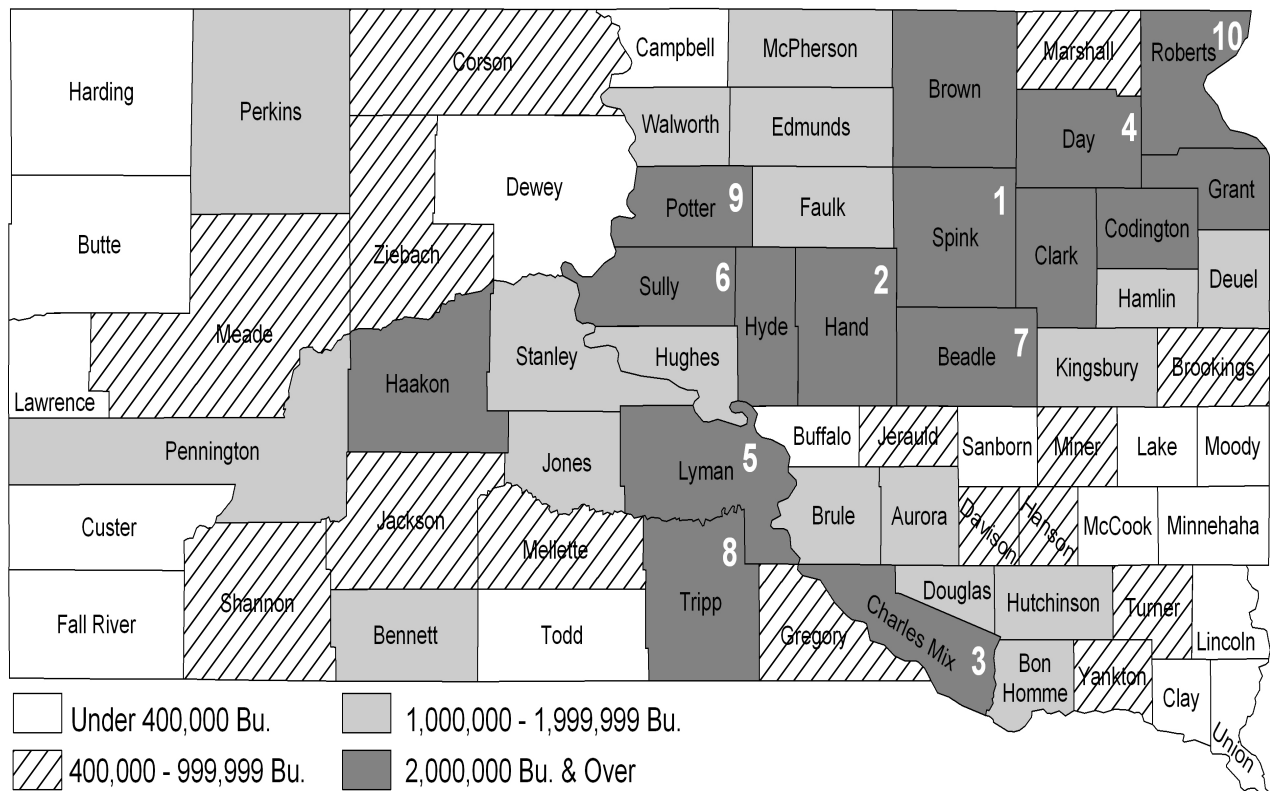 Harding
Perkins
Corson
Campbell
McPherson
Brown
Marshall
Roberts
10
Walworth
Edmunds
Day
4
Butte
Dewey
Ziebach
Potter
9
Faulk
Spink
1
Clark
Codington
Grant
Meade
Sully
6
Hyde
Hand
2
Hamlin
Deuel
Lawrence
Haakon
Stanley
Hughes
Beadle
7
Kingsbury
Brookings
Pennington
Jones
Lyman
5
Buffalo
Jerauld
Sanborn
Miner
Lake
Moody
Custer
Jackson
Mellette
Brule
Aurora
Davison
Hanson
McCook
Minnehaha
Fall River
Shannon
Bennett
Todd
Tripp
8
Gregory
Charles Mix
3
Douglas
Hutchinson
Turner
Lincoln
Bon
Homme
Yankton
Clay
Union
Under 400,000 Bu.
1,000,000 - 1,999,999 Bu.
400,000 - 999,999 Bu.
2,000,000 Bu. & Over